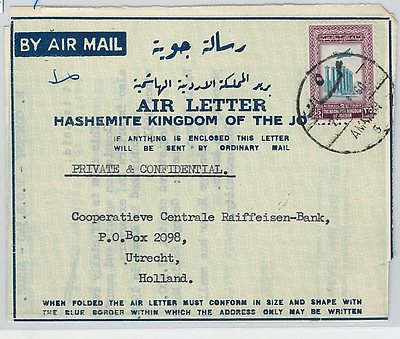 BY AIR MAIL
رسالة جوية
بريد المملكة الاردنية الهاشمية
AIR LETTER
HASHEMITE KINGDOM OF THE JO
IF ANYTHING IS ENCLOSED THIS LETTER
WILL BE SENT BY ORDINARY MAIL
AMMAN
PRIVATE & CONFIDENTIAL.
Cooperatieve Centrale Raiffeisen-Bank,
P.O.Box 2098,
Utrecht,
Holland.
WHEN FOLDED THE AIR LETTER MUST CONFORM IN SIZE AND SHAPE WITH
THE BLUE BORDER WITHIN WHICH THE ADDRESS ONLY MAY BE WRITTEN